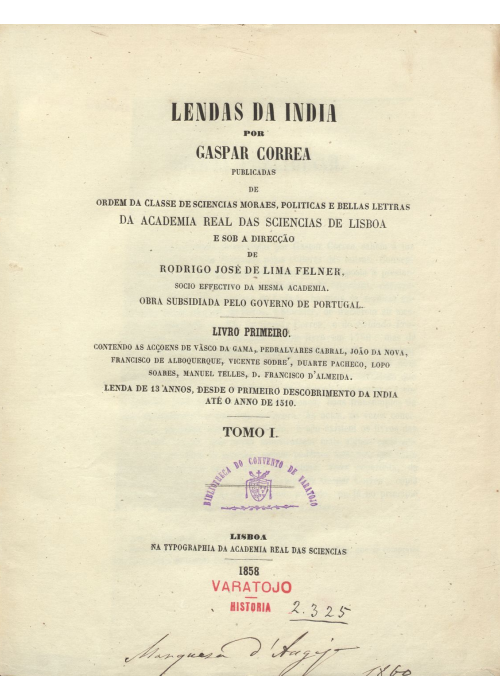 LENDAS DA INDIA
POR
GASPAR CORREA
PUBLICADAS
DE
ORDEM DA CLASSE DE SCIENCIAS MORAES, POLITICAS E BELLAS LETTRAS
DA ACADEMIA REAL DAS SCIENCIAS DE LISBOA
E SOB A DIRECÇÃO
DE
RODRIGO JOSÉ DE LIMA FELNER,
SOCIO EFFECTIVO DA MESMA ACADEMIA.
OBRA SUBSIDIADA PELO GOVERNO DE PORTUGAL.
LIVRO PRIMEIRO.
CONTENDO AS ACÇOENS DE VASCO DA GAMA, PEDRALVARES CABRAL, JOÃO DA NOVA,
FRANCISCO DE ALBOQUERQUE, VICENTE SODRE', DUARTE PACHECO, LOPO
SOARES, MANUEL TELLES, D. FRANCISCO D'ALMEIDA.
LENDA DE 13 ANNOS, DESDE O PRIMEIRO DESCOBRIMENTO DA INDIA
ATÉ O ANNO DE 1510.
TOMO I.
BIBLIOTHECA DO CONVENTO DE VARATOJO
LISBOA
NA TYPOGRAPHIA DA ACADEMIA REAL DAS SCIENCIAS
1858
VARATOJO
HISTORIA 2.325
Marqueza d'
1860